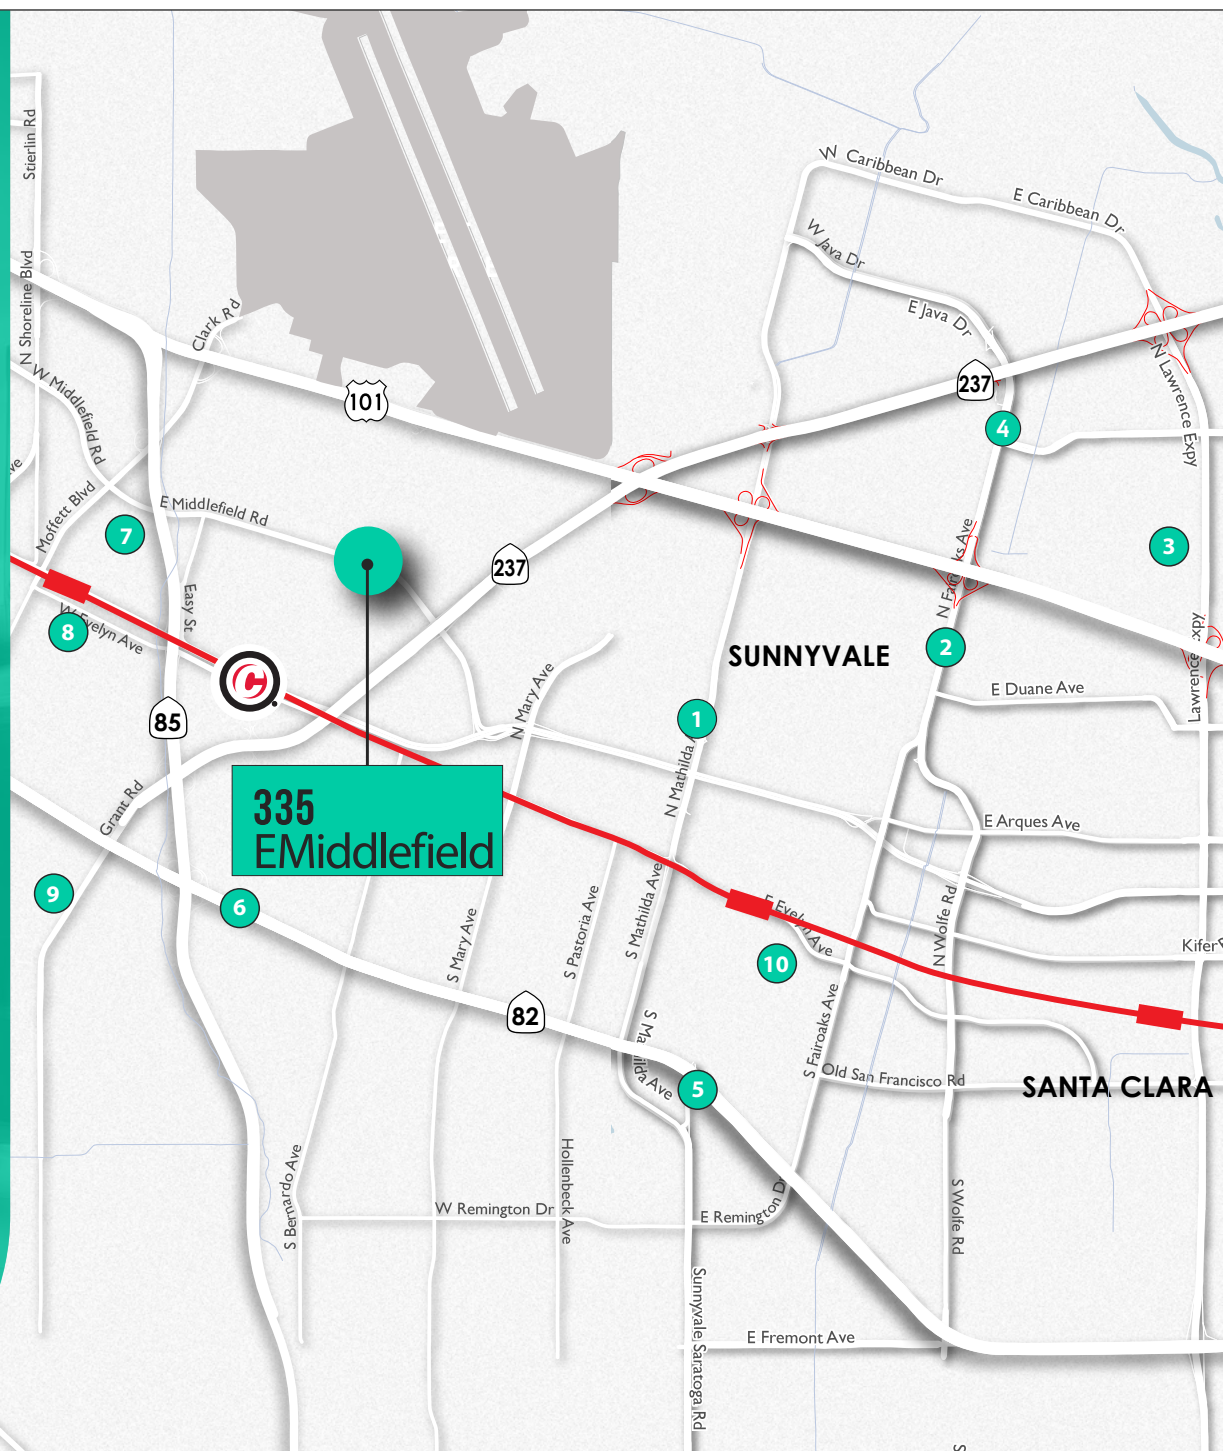 Stierlin Rd
N Shoreline Blvd
W Middlefield Rd
Clark Rd
Moffett Blvd
E Middlefield Rd
Easy St
W Evelyn Ave
101
237
237
85
82
W Caribbean Dr
E Caribbean Dr
W Java Dr
E Java Dr
N Lawrence Expy
4
3
7
8
2
1
SUNNYVALE
E Duane Ave
N Mary Ave
Grant Rd
335
EMiddlefield
E Arques Ave
9
6
S Mary Ave
S Pastoria Ave
S Mathilda Ave
E Evelyn Ave
10
N Wolfe Rd
Kifer
S Fairoaks Ave
Old San Francisco Rd
SANTA CLARA
5
S Bernardo Ave
Hollenbeck Ave
W Remington Dr
E Remington Dr
S Wolfe Rd
Sunnyvale Saratoga Rd
E Fremont Ave
C